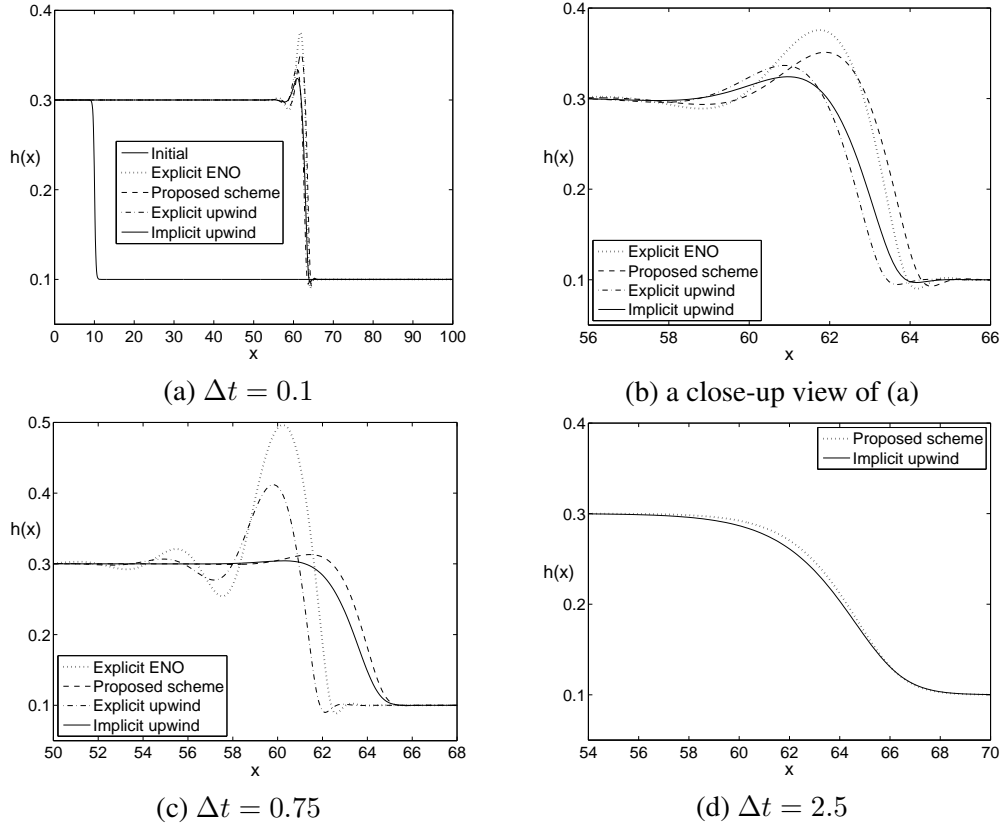 0.4
0.3
h(x)
0.2
0.1
Initial
Explicit ENO
Proposed scheme
Explicit upwind
Implicit upwind
0 10 20 30 40 50 60 70 80 90 100
x
(a) Δt = 0.1
0.4
0.3
h(x)
0.2
0.1
Explicit ENO
Proposed scheme
Explicit upwind
Implicit upwind
56 58 60 62 64 66
x
(b) a close-up view of (a)
0.5
0.4
h(x)
0.3
0.2
0.1
Explicit ENO
Proposed scheme
Explicit upwind
Implicit upwind
50 52 54 56 58 60 62 64 66 68
x
(c) Δt = 0.75
0.4
Proposed scheme
Implicit upwind
0.3
h(x)
0.2
0.1
54 56 58 60 62 64 66 68 70
x
(d) Δt = 2.5